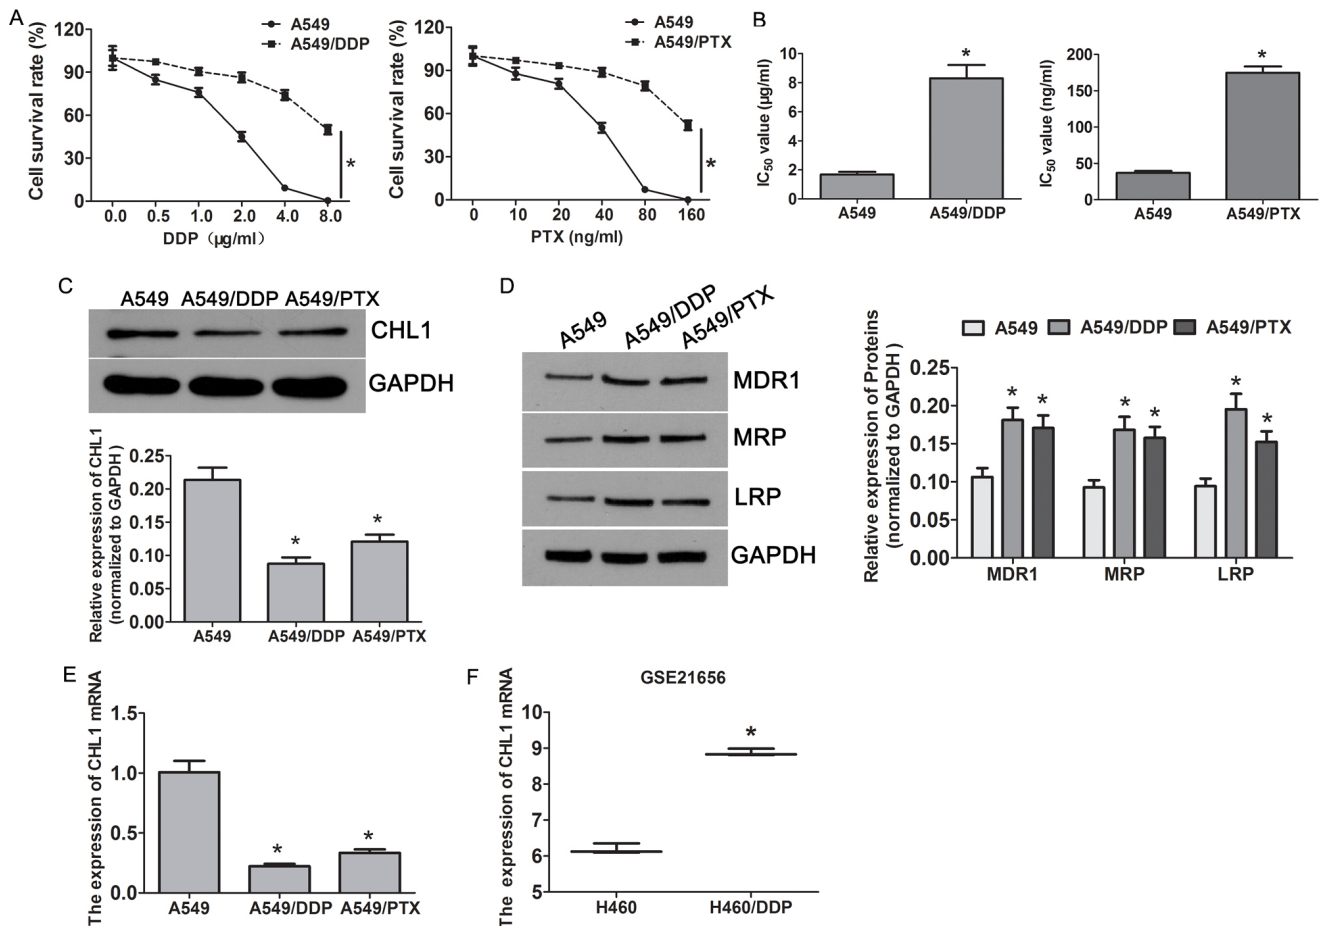 A
Cell survival rate (%)
120
90
60
30
0
A549
A549/DDP
*
0.0 0.5 1.0 2.0 4.0 8.0
DDP（μg/ml）
Cell survival rate (%)
120
90
60
30
0
A549
A549/PTX
*
0 10 20 40 80 160
PTX (ng/ml)
B
IC50 value (μg/ml)
10
8
6
4
2
0
*
A549 A549/DDP
IC50 value (ng/ml)
200
150
100
50
0
*
A549 A549/PTX
C
A549 A549/DDP A549/PTX
CHL1
GAPDH
Relative expression of CHL1
(normalized to GAPDH )
0.25
0.20
0.15
0.10
0.05
0.00
* *
A549 A549/DDP A549/PTX
D
A549 A549/DDP A549/PTX
MDR1
MRP
LRP
GAPDH
A549 A549/DDP A549/PTX
Relative expression of Proteins
(normalized to GAPDH )
0.25
0.20
0.15
0.10
0.05
0.00
* * * * * *
MDR1 MRP LRP
E
The expression of CHL1 mRNA
1.5
1.0
0.5
0.0
* *
A549 A549/DDP A549/PTX
F
GSE21656
The expression of CHL1 mRNA
10
9
8
7
6
5
*
H460 H460/DDP